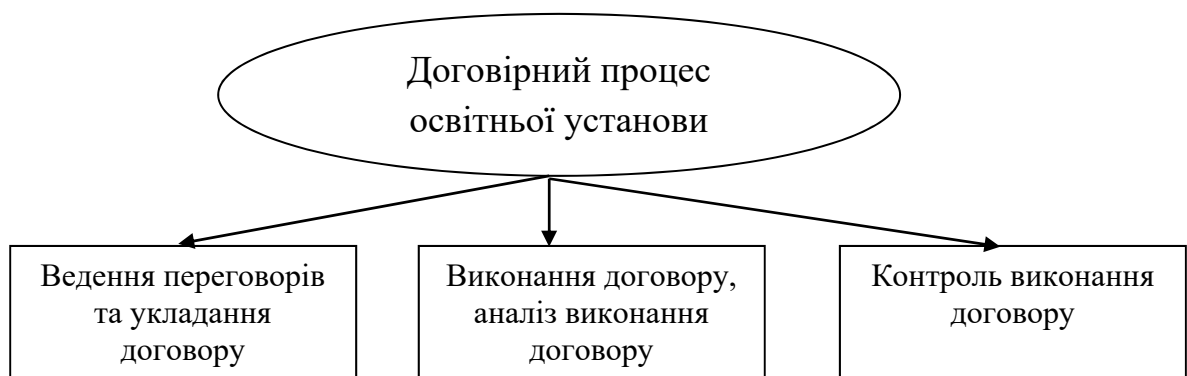 Договірний процес
освітньої установи
Ведення переговорів
та укладання
договору
Виконання договору,
аналіз виконання
договору
Контроль виконання
договору